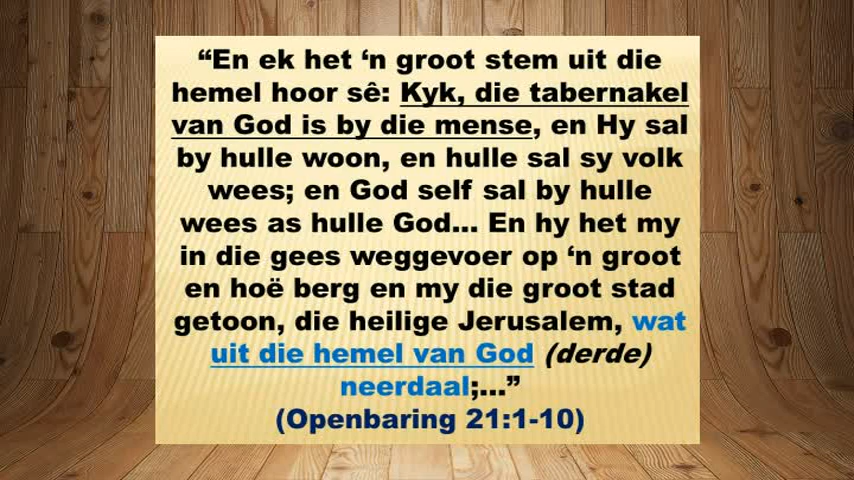 “En ek het ‘n groot stem uit die
hemel hoor sê: Kyk, die tabernakel
van God is by die mense, en Hy sal
by hulle woon, en hulle sal sy volk
wees; en God self sal by hulle
wees as hulle God... En hy het my
in die gees weggevoer op ‘n groot
en hoë berg en my die groot stad
getoon, die heilige Jerusalem, wat
uit die hemel van God (derde)
neerdaal;...”
(Openbaring 21:1-10)